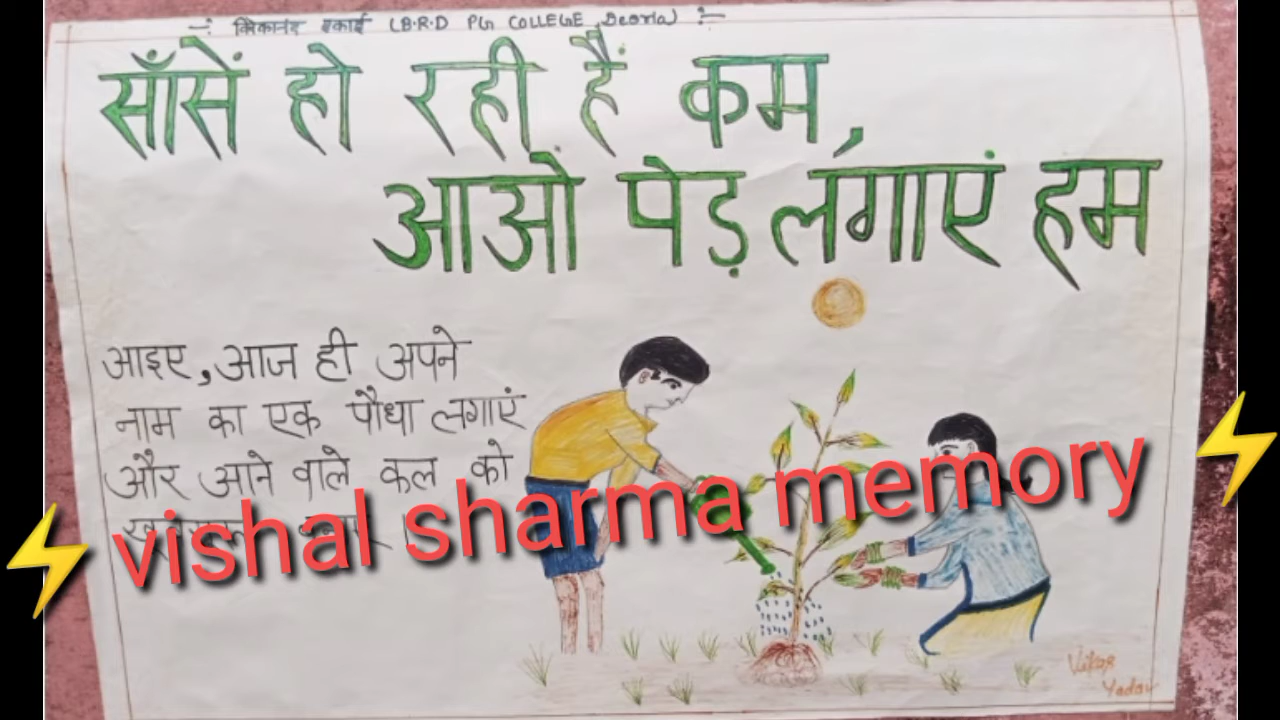 -: विवेकानंद इकाई (B.R.D PG COLLEGE, Deoria) :-
साँसें हो रही हैं कम,
आओ पेड़ लगाएं हम
आइए, आज ही अपने
नाम का एक पौधा लगाएं
और आने वाले कल को
vishal sharma memory
Vikas
Yadav